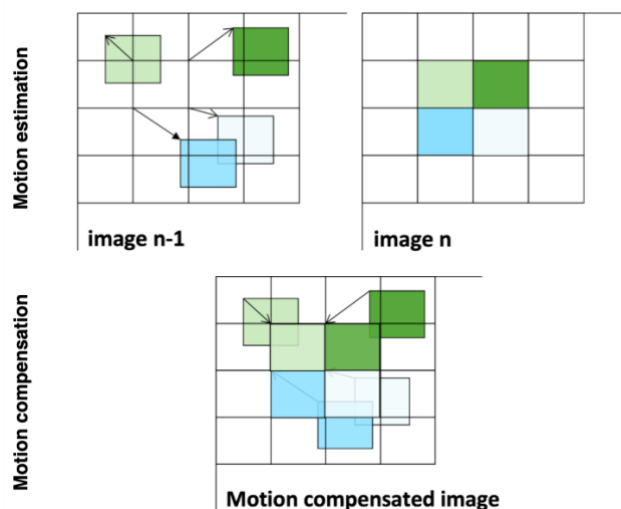 Motion estimation
image n-1
image n
Motion compensation
Motion compensated image